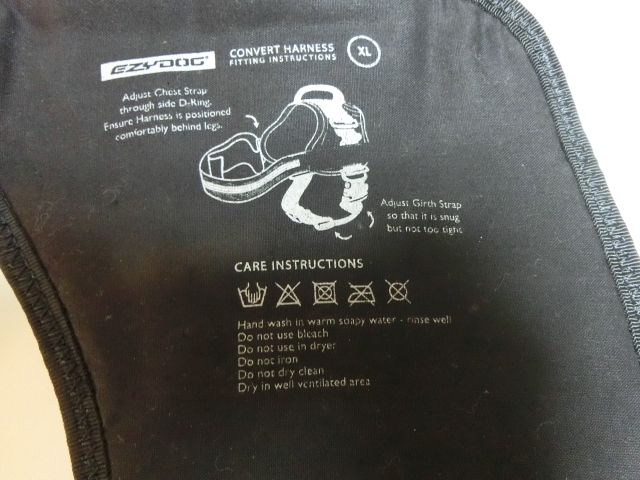 EZYDOG
CONVERT HARNESS
FITTING INSTRUCTIONS
XL
Adjust Chest Strap
through side D-Ring.
Ensure Harness is positioned
comfortably behind legs.
Adjust Girth Strap
so that it is snug
but not too tight
CARE INSTRUCTIONS
Hand wash in warm soapy water - rinse well
Do not use bleach
Do not use in dryer
Do not iron
Do not dry clean
Dry in well ventilated area